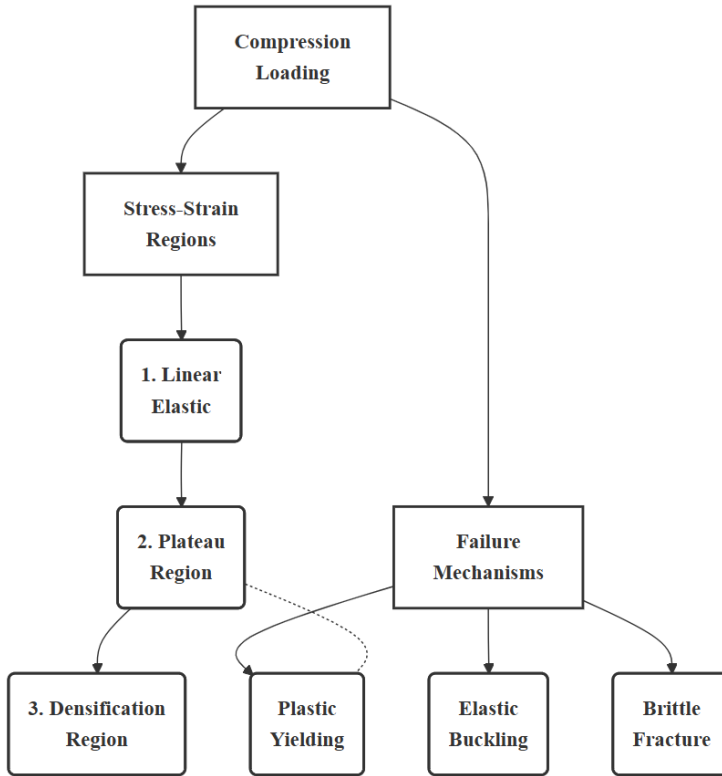 Compression
Loading
Stress-Strain
Regions
1. Linear
Elastic
2. Plateau
Region
Failure
Mechanisms
3. Densification
Region
Plastic
Yielding
Elastic
Buckling
Brittle
Fracture